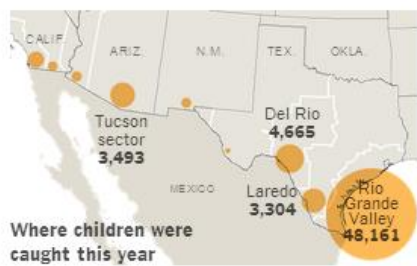 CALIF.
ARIZ.
N.M.
TEX.
OKLA.
Tucson
sector
3,493
Del Rio
4,665
MEXICO
Laredo
3,304
Rio
Grande
Valley
48,161
Where children were
caught this year